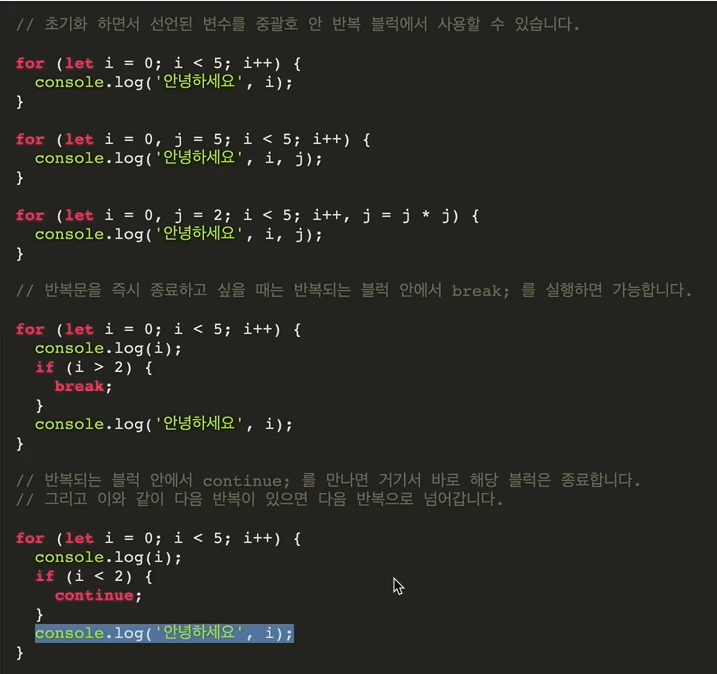 // 초기화 하면서 선언된 변수를 중괄호 안 반복 블럭에서 사용할 수 있습니다.
for (let i = 0; i < 5; i++) {
  console.log('안녕하세요', i);
}
for (let i = 0, j = 5; i < 5; i++) {
  console.log('안녕하세요', i, j);
}
for (let i = 0, j = 2; i < 5; i++, j = j * j) {
  console.log('안녕하세요', i, j);
}
// 반복문을 즉시 종료하고 싶을 때는 반복되는 블럭 안에서 break; 를 실행하면 가능합니다.
for (let i = 0; i < 5; i++) {
  console.log(i);
  if (i > 2) {
    break;
  }
  console.log('안녕하세요', i);
}
// 반복되는 블럭 안에서 continue; 를 만나면 거기서 바로 해당 블럭은 종료합니다.
// 그리고 이와 같이 다음 반복이 있으면 다음 반복으로 넘어갑니다.
for (let i = 0; i < 5; i++) {
  console.log(i);
  if (i < 2) {
    continue;
  }
  console.log('안녕하세요', i);
}